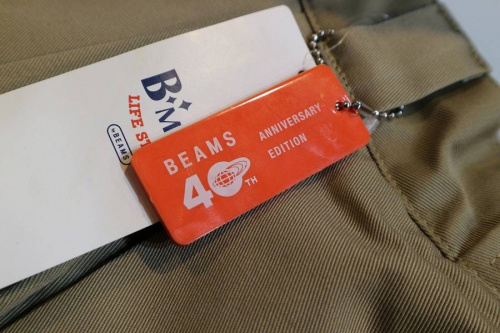 B✧M
LIFE ST
≈BEAMS
BEAMS
40TH
ANNIVERSARY
EDITION